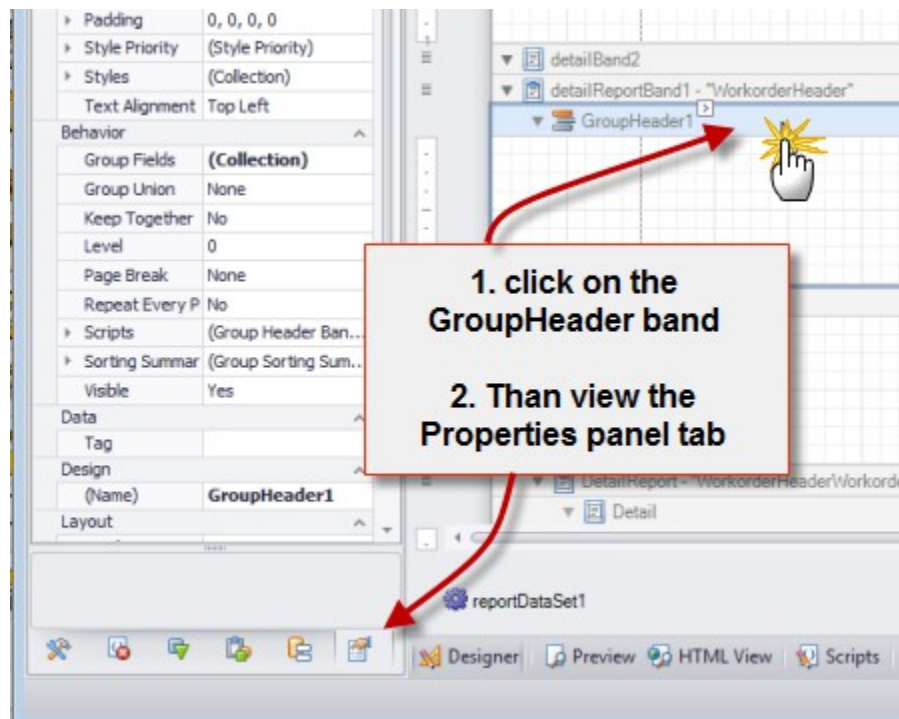 Padding 0, 0, 0, 0
Style Priority (Style Priority)
Styles (Collection)
Text Alignment Top Left
Behavior
Group Fields (Collection)
Group Union None
Keep Together No
Level 0
Page Break None
Repeat Every P No
Scripts (Group Header Ban...
Sorting Summar (Group Sorting Sum...
Visible Yes
Data
Tag
Design
(Name) GroupHeader1
Layout
1
detailBand2
detailReportBand1 - "WorkorderHeader"
GroupHeader1
1. click on the
GroupHeader band
2. Than view the
Properties panel tab
DetailReport - "WorkorderHeaderWorkorde
Detail
reportDataSet1
Designer Preview HTML View Scripts